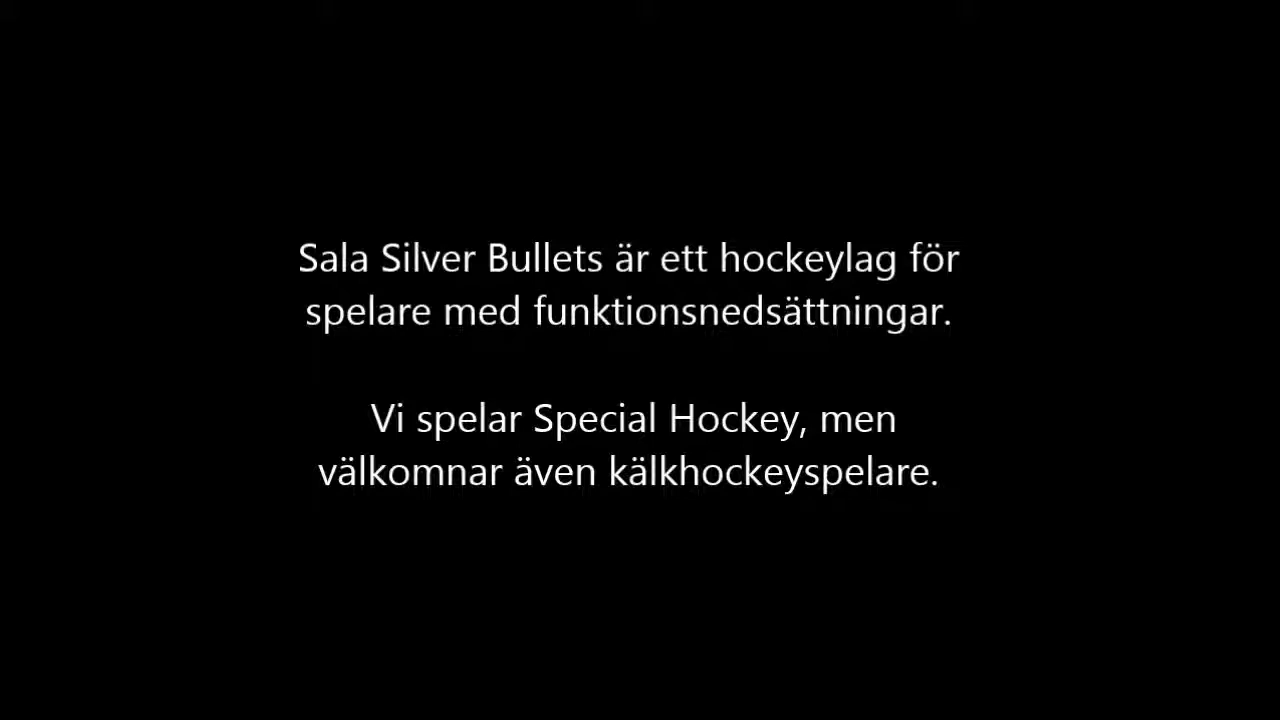 Sala Silver Bullets är ett hockeylag för
spelare med funktionsnedsättningar.
Vi spelar Special Hockey, men
välkomnar även kälkhockeyspelare.